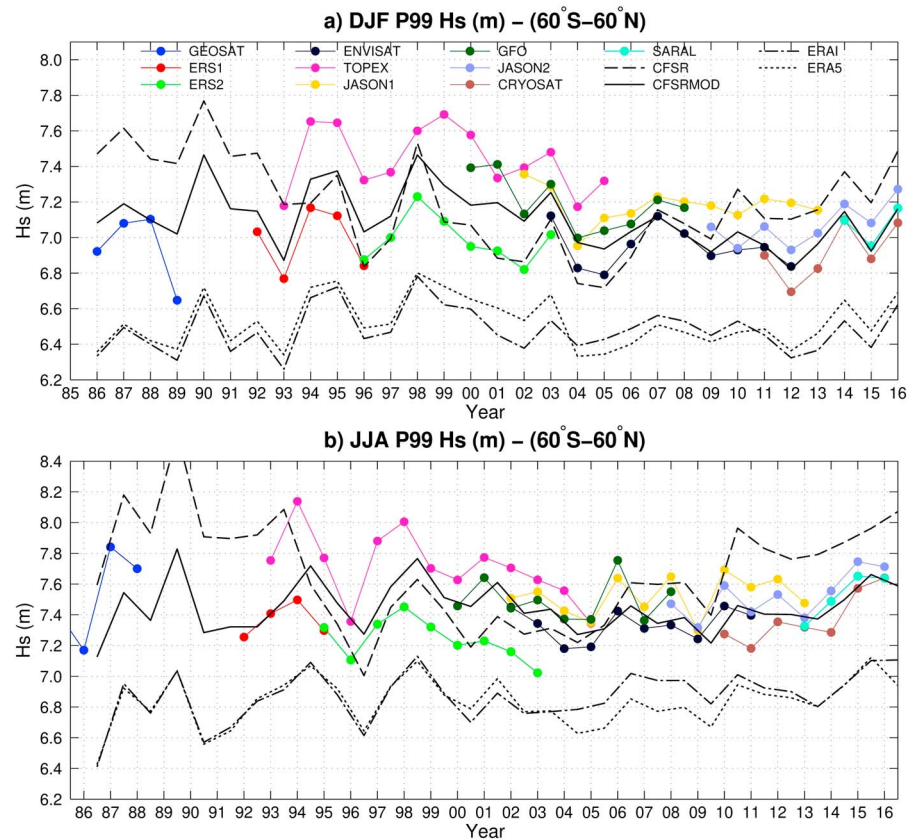 a) DJF P99 Hs (m) − (60°S−60°N)
8.1
8.0
7.8
7.6
7.4
7.2
7.0
6.8
6.6
6.4
6.2
Hs (m)
GEOSAT
ERS1
ERS2
ENVISAT
TOPEX
JASON1
GFO
JASON2
CRYOSAT
SARAL
CFSR
CFSRMOD
ERAI
ERA5
85 86 87 88 89 90 91 92 93 94 95 96 97 98 99 00 01 02 03 04 05 06 07 08 09 10 11 12 13 14 15 16
Year
b) JJA P99 Hs (m) − (60°S−60°N)
8.4
8.2
8.0
7.8
7.6
7.4
7.2
7.0
6.8
6.6
6.4
6.2
Hs (m)
86 87 88 89 90 91 92 93 94 95 96 97 98 99 00 01 02 03 04 05 06 07 08 09 10 11 12 13 14 15 16
Year